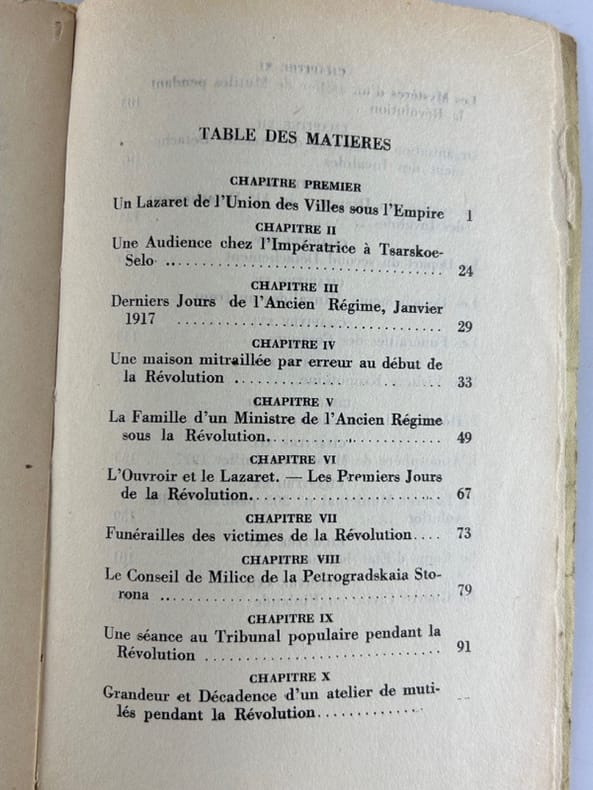 TABLE DES MATIERES
CHAPITRE PREMIER
Un Lazaret de l'Union des Villes sous l'Empire 1
CHAPITRE II
Une Audience chez l'Impératrice à Tsarskoe-
Selo .................................... 24
CHAPITRE III
Derniers Jours de l'Ancien Régime, Janvier
1917 .................................... 29
CHAPITRE IV
Une maison mitraillée par erreur au début de
la Révolution ........................... 33
CHAPITRE V
La Famille d'un Ministre de l'Ancien Régime
sous la Révolution....................... 49
CHAPITRE VI
L'Ouvroir et le Lazaret. — Les Premiers Jours
de la Révolution......................... 67
CHAPITRE VII
Funérailles des victimes de la Révolution.... 73
CHAPITRE VIII
Le Conseil de Milice de la Petrogradskaia Sto-
rona .................................... 79
CHAPITRE IX
Une séance au Tribunal populaire pendant la
Révolution .............................. 91
CHAPITRE X
Grandeur et Décadence d'un atelier de muti-
lés pendant la Révolution.............